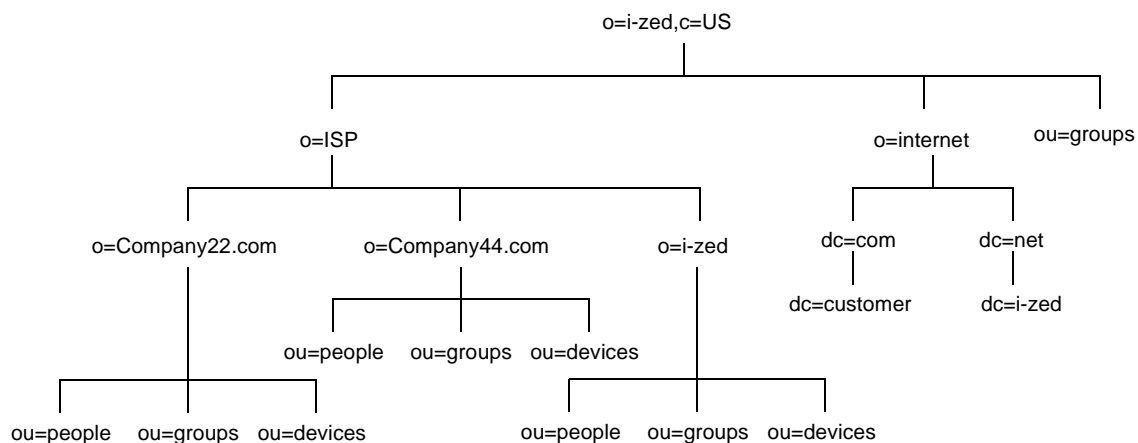 o=i-zed,c=US
o=ISP
o=internet
ou=groups
o=Company22.com
o=Company44.com
o=i-zed
dc=com
dc=net
dc=customer
dc=i-zed
ou=people
ou=groups
ou=devices
ou=people
ou=groups
ou=devices
ou=people
ou=groups
ou=devices